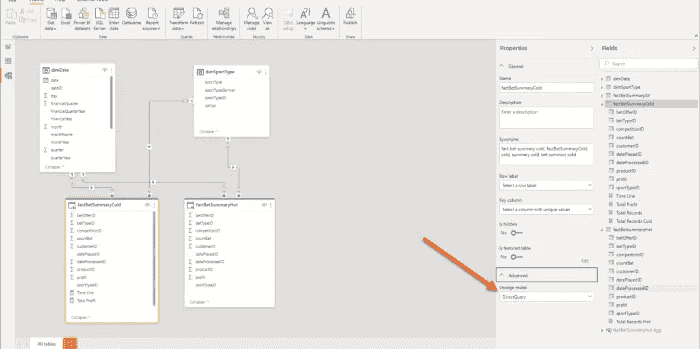 Paste
Get data
Excel
Power BI datasets
SQL Server
Enter data
Dataverse
Recent sources
Transform data
Refresh
Manage relationships
Manage roles
View as
Q&A setup
Language
Linguistic schema
Publish
Clipboard
Data
Queries
Relationships
Security
Q&A
Share
dimDate
date
dateID
day
financialQuarter
financialQuarterYear
month
monthName
monthYear
quarter
quarterYear
Collapse
dimSportType
sportType
sportTypeGerman
sportTypeID
Collapse
factBetSummaryCold
betOfferID
betTypeID
competitionID
countBet
customerID
datePlacedID
dateProcessedID
productID
profit
sportTypeID
Time Line
Total Profit
Collapse
factBetSummaryHot
betOfferID
betTypeID
competitionID
countBet
customerID
datePlacedID
dateProcessedID
productID
profit
sportTypeID
Collapse
All tables
Properties
General
Name
factBetSummaryCold
Description
Enter a description
Synonyms
fact bet summary cold, factBetSummaryCold,
cold, summary cold, bet summary cold
Row label
Select a row label
Key column
Select a column with unique values
Is hidden
No
Is featured table
No
Edit
Advanced
Storage mode
DirectQuery
Fields
Search
dimDate
dimSportType
factBetSummaryCold
betOfferID
betTypeID
competitionID
countBet
customerID
datePlacedID
dateProcessedID
productID
profit
sportTypeID
Time Line
Total Profit
Total Records
Total Records Cold
factBetSummaryHot
betOfferID
betTypeID
competitionID
countBet
customerID
datePlacedID
dateProcessedID
productID
profit
sportTypeID
Total Records Hot